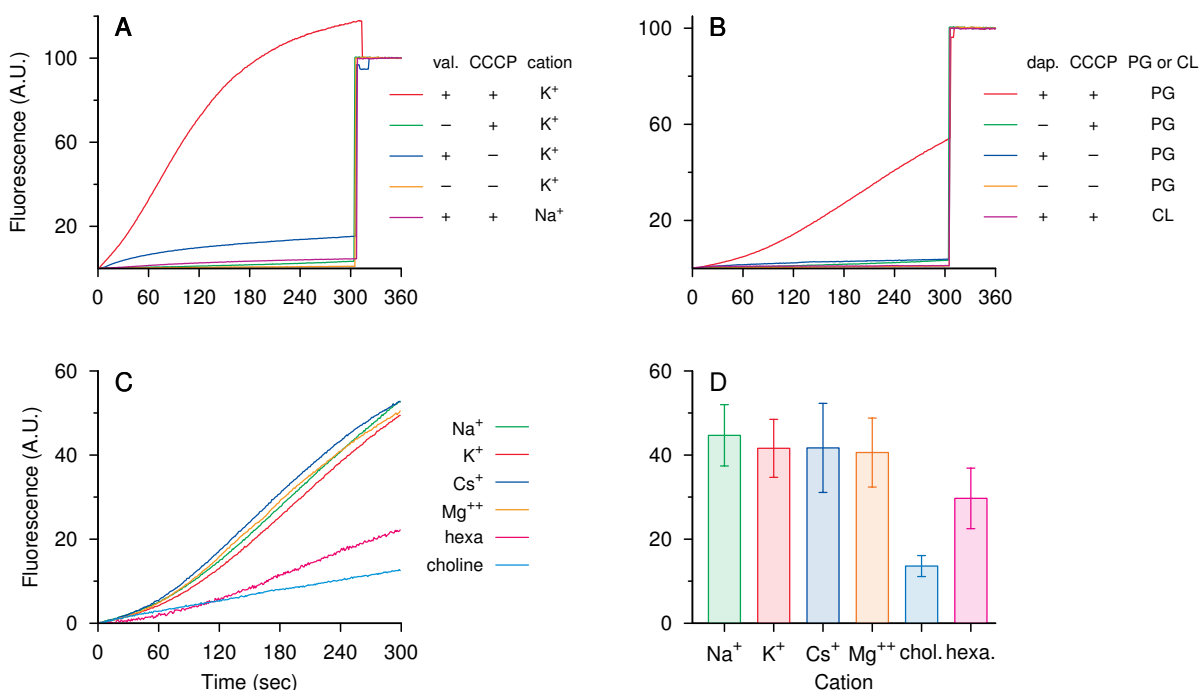 A
Fluorescence (A.U.)
100
60
20
0 60 120 180 240 300 360
val. CCCP cation
+ + K⁺
− + K⁺
+ − K⁺
− − K⁺
+ + Na⁺
B
100
60
20
0 60 120 180 240 300 360
dap. CCCP PG or CL
+ + PG
− + PG
+ − PG
− − PG
+ + CL
C
Fluorescence (A.U.)
60
40
20
0
0 60 120 180 240 300
Time (sec)
Na⁺
K⁺
Cs⁺
Mg⁺⁺
hexa
choline
D
60
40
20
0
Na⁺ K⁺ Cs⁺ Mg⁺⁺ chol. hexa.
Cation